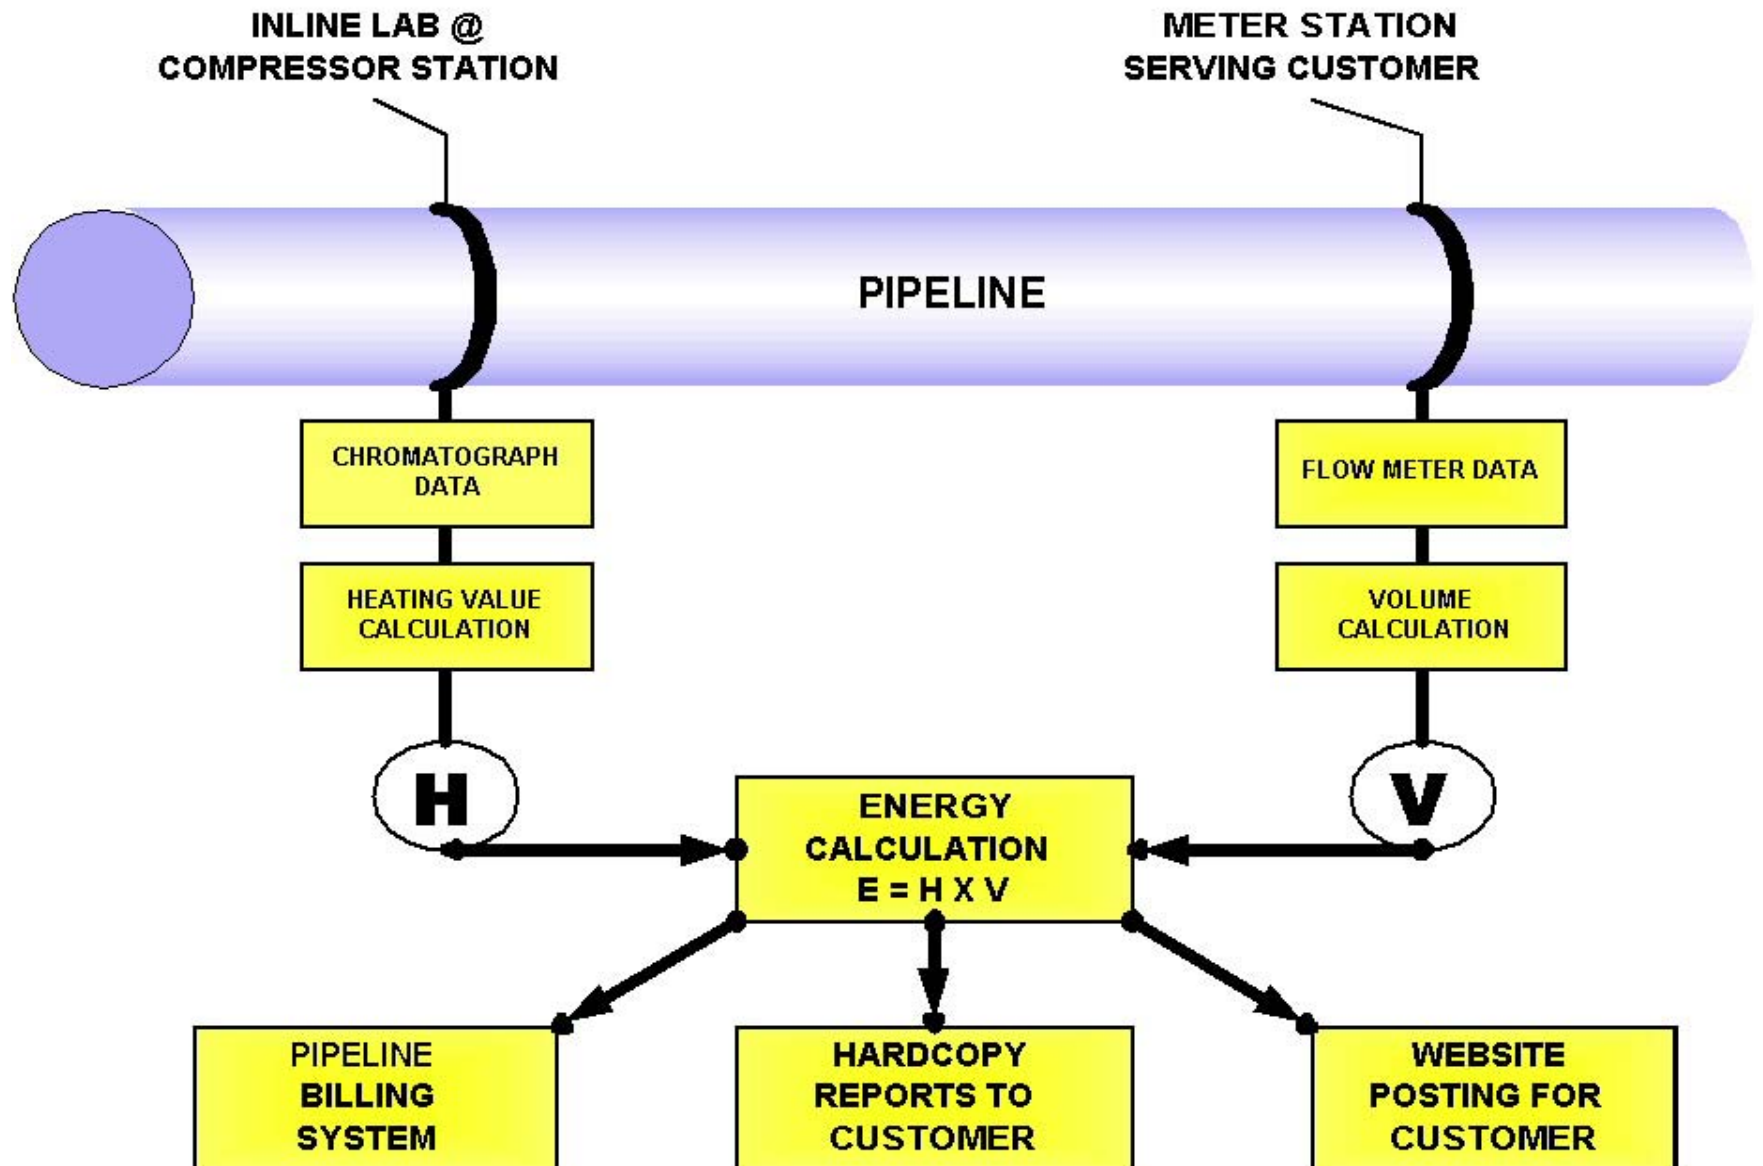 INLINE LAB @
COMPRESSOR STATION
METER STATION
SERVING CUSTOMER
PIPELINE
CHROMATOGRAPH
DATA
FLOW METER DATA
HEATING VALUE
CALCULATION
VOLUME
CALCULATION
H
V
ENERGY
CALCULATION
E = H X V
PIPELINE
BILLING
SYSTEM
HARDCOPY
REPORTS TO
CUSTOMER
WEBSITE
POSTING FOR
CUSTOMER